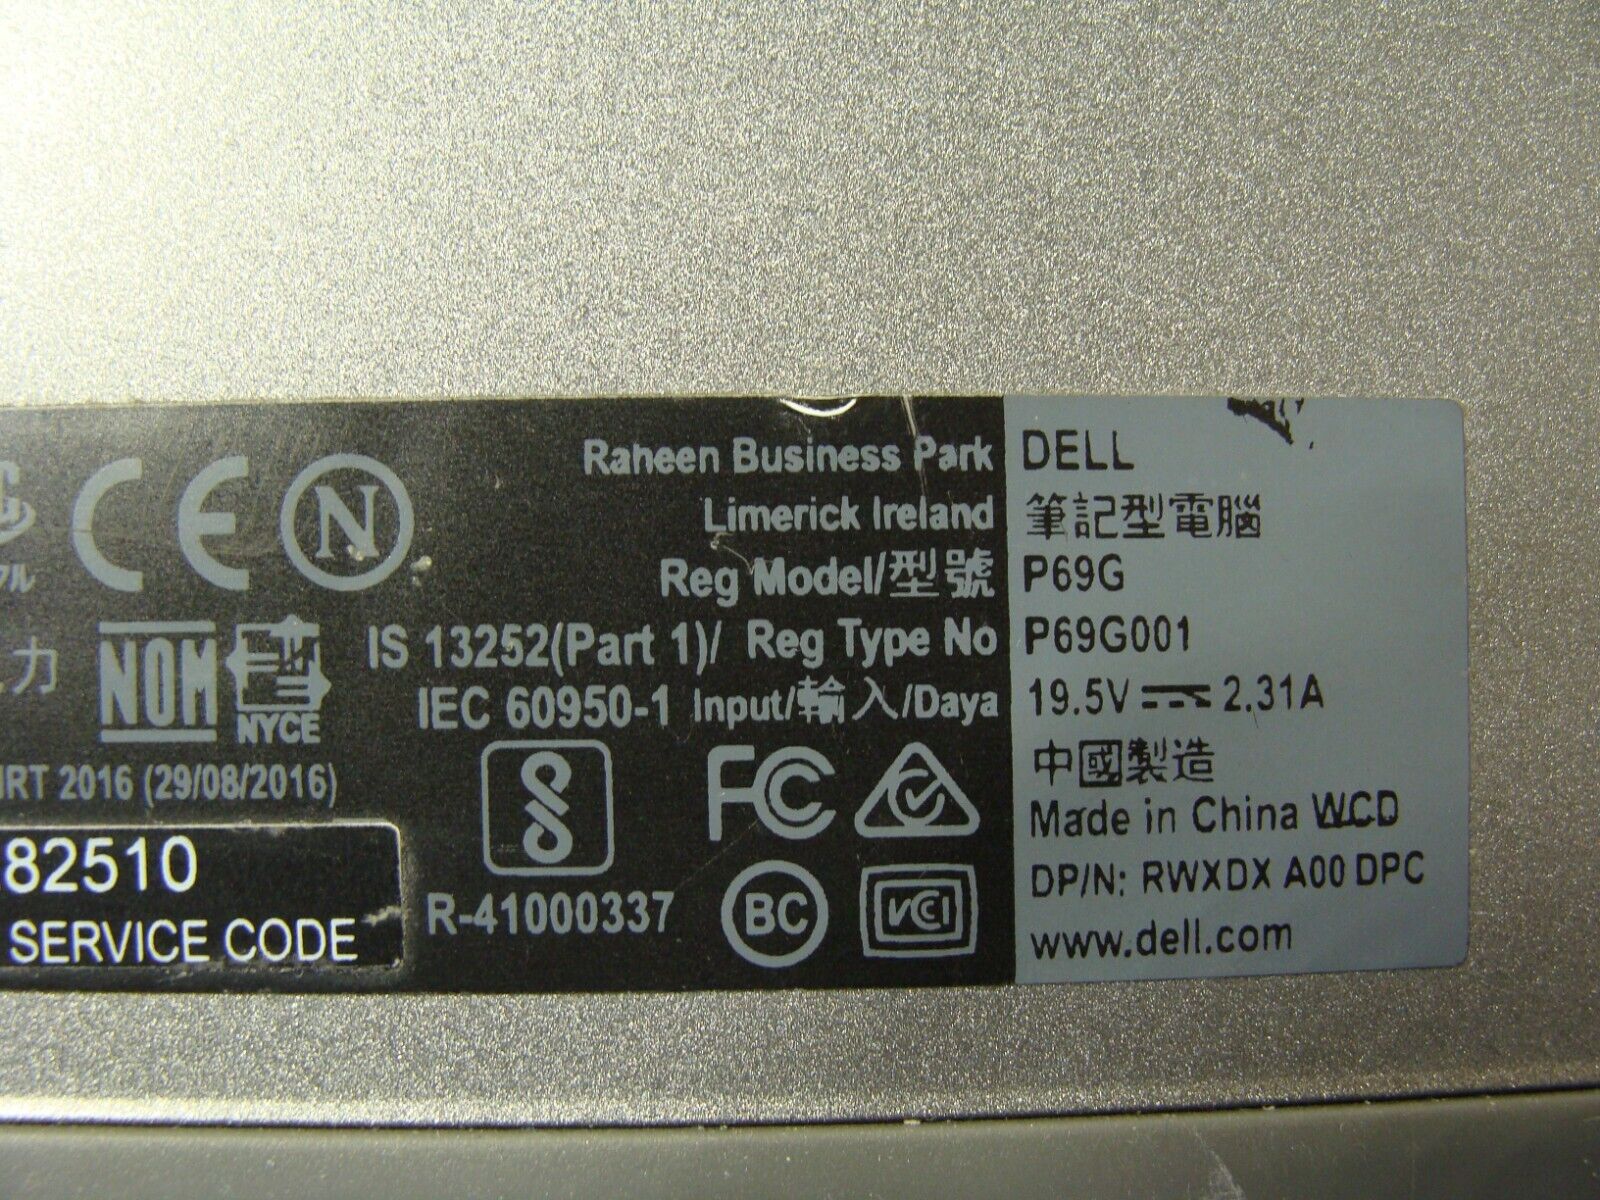 Raheen Business Park DELL
Limerick Ireland 筆記型電腦
Reg Model/型號 P69G
IS 13252(Part 1)/ Reg Type No P69G001
IEC 60950-1 Input/輸入/Daya 19.5V 2.31A
N
力
NOM
NYCE
中國製造
RT 2016 (29/08/2016)
Made in China WCD
82510
SERVICE CODE
R-41000337
FC
BC
VCCI
DP/N: RWXDX A00 DPC
www.dell.com